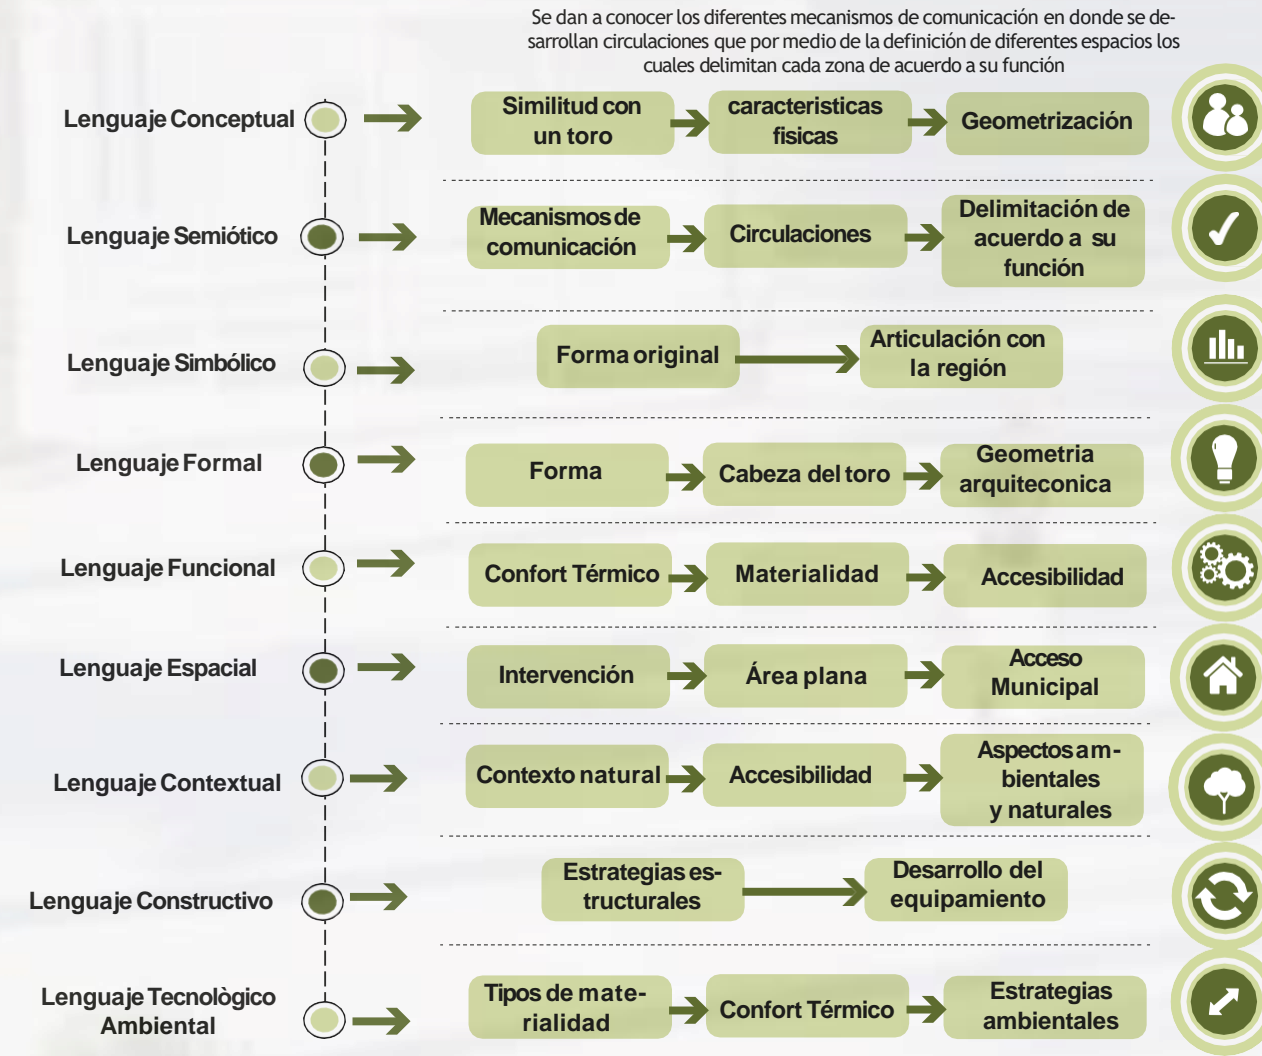 Se dan a conocer los diferentes mecanismos de comunicación en donde se de-
sarrollan circulaciones que por medio de la definición de diferentes espacios los
cuales delimitan cada zona de acuerdo a su función
Lenguaje Conceptual
Similitud con
un toro
caracteristicas
fisicas
Geometrización
Lenguaje Semiótico
Mecanismos de
comunicación
Circulaciones
Delimitación de
acuerdo a su
función
Lenguaje Simbólico
Forma original
Articulación con
la región
Lenguaje Formal
Forma
Cabeza del toro
Geometria
arquiteconica
Lenguaje Funcional
Confort Térmico
Materialidad
Accesibilidad
Lenguaje Espacial
Intervención
Área plana
Acceso
Municipal
Lenguaje Contextual
Contexto natural
Accesibilidad
Aspectos am-
bientales
y naturales
Lenguaje Constructivo
Estrategias es-
tructurales
Desarrollo del
equipamiento
Lenguaje Tecnològico
Ambiental
Tipos de mate-
rialidad
Confort Térmico
Estrategias
ambientales